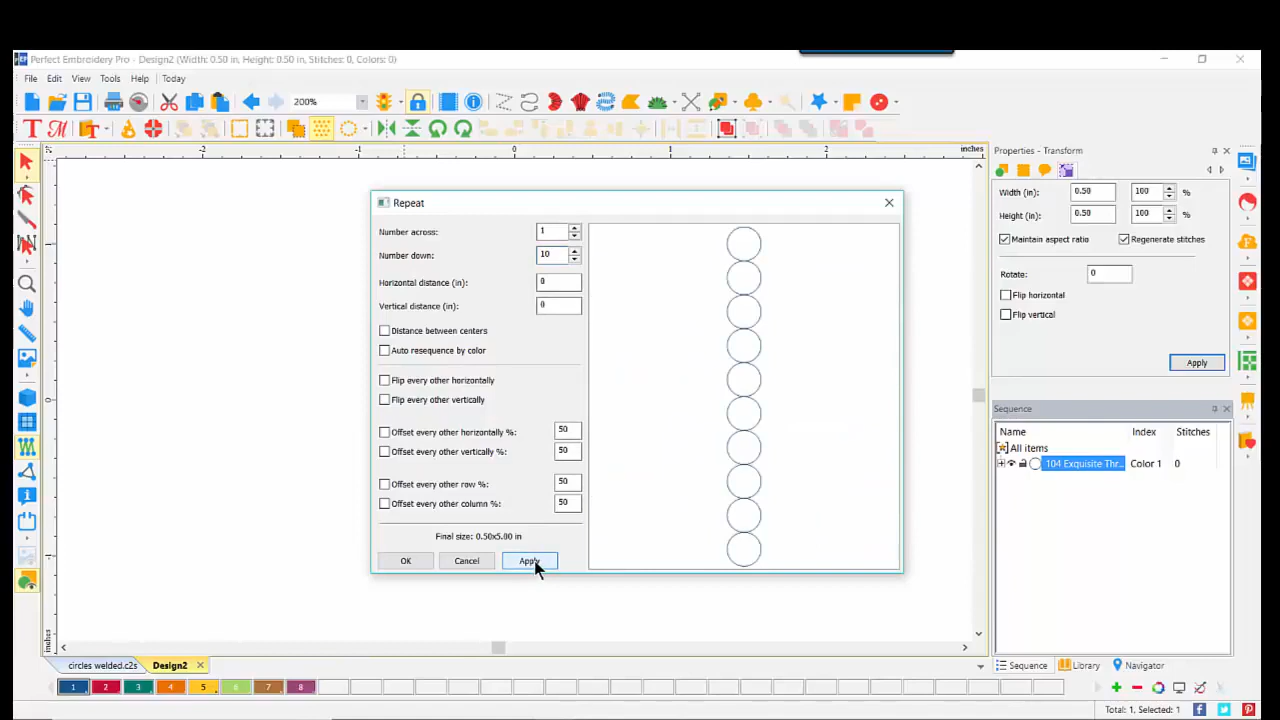 Perfect Embroidery Pro - Design2 (Width: 0.50 in, Height: 0.50 in, Stitches: 0, Colors: 0)
File Edit View Tools Help Today
200%
-2 -1 0 1 2 inches
Properties - Transform
Width (in): 0.50 100 %
Height (in): 0.50 100 %
Maintain aspect ratio Regenerate stitches
Rotate: 0
Flip horizontal
Flip vertical
Apply
Repeat
Number across: 1
Number down: 10
Horizontal distance (in): 0
Vertical distance (in): 0
Distance between centers
Auto resequence by color
Flip every other horizontally
Flip every other vertically
Offset every other horizontally %: 50
Offset every other vertically %: 50
Offset every other row %: 50
Offset every other column %: 50
Final size: 0.50x5.00 in
OK Cancel Apply
Sequence
Name Index Stitches
All items
104 Exquisite Thr... Color 1 0
inches
circles welded.c2s Design2
Sequence Library Navigator
1 2 3 4 5 6 7 8
Total: 1, Selected: 1